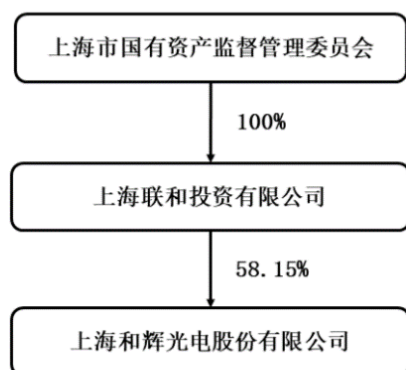 上海市国有资产监督管理委员会
100%
上海联和投资有限公司
58.15%
上海和辉光电股份有限公司